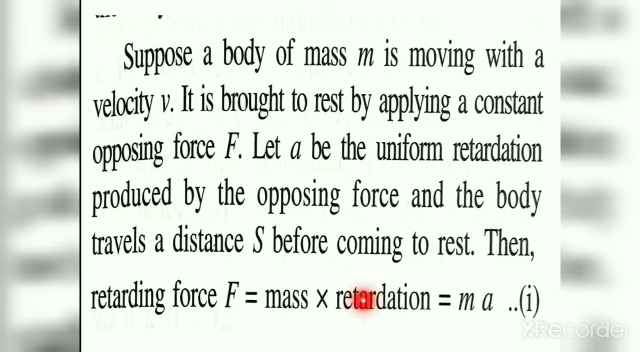 Suppose a body of mass m is moving with a
velocity v. It is brought to rest by applying a constant
opposing force F. Let a be the uniform retardation
produced by the opposing force and the body
travels a distance S before coming to rest. Then,
retarding force F = mass × retardation = m a ..(i)
XRecorder